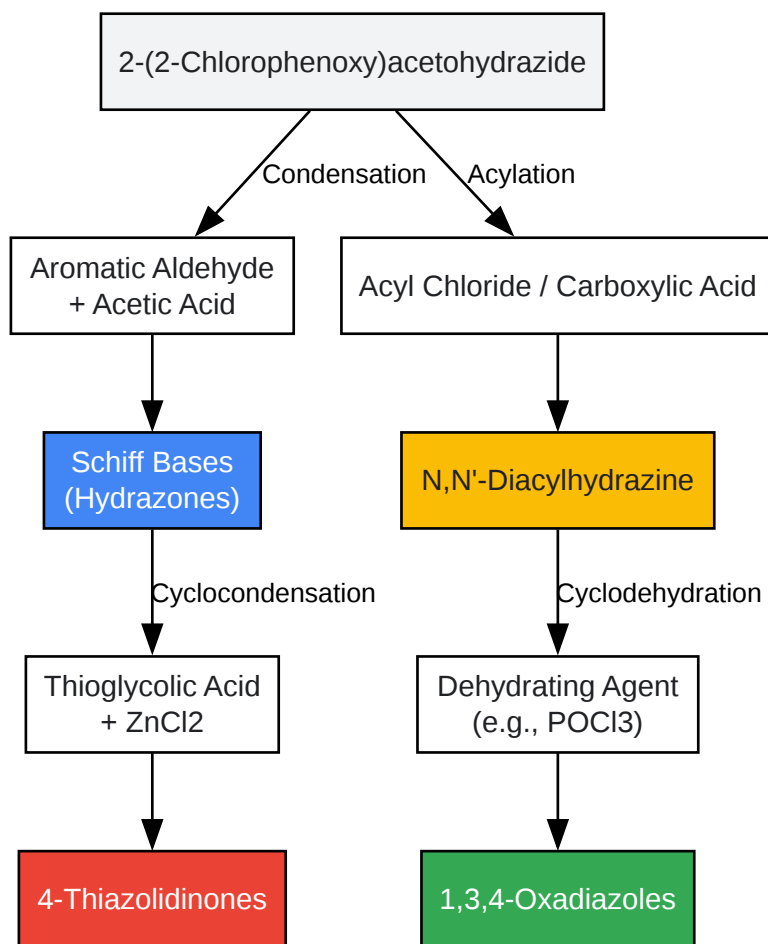 2-(2-Chlorophenoxy)acetohydrazide
Condensation
Acylation
Aromatic Aldehyde
+ Acetic Acid
Acyl Chloride / Carboxylic Acid
Schiff Bases
(Hydrazones)
N,N'-Diacylhydrazine
Cyclocondensation
Cyclodehydration
Thioglycolic Acid
+ ZnCl2
Dehydrating Agent
(e.g., POCl3)
4-Thiazolidinones
1,3,4-Oxadiazoles